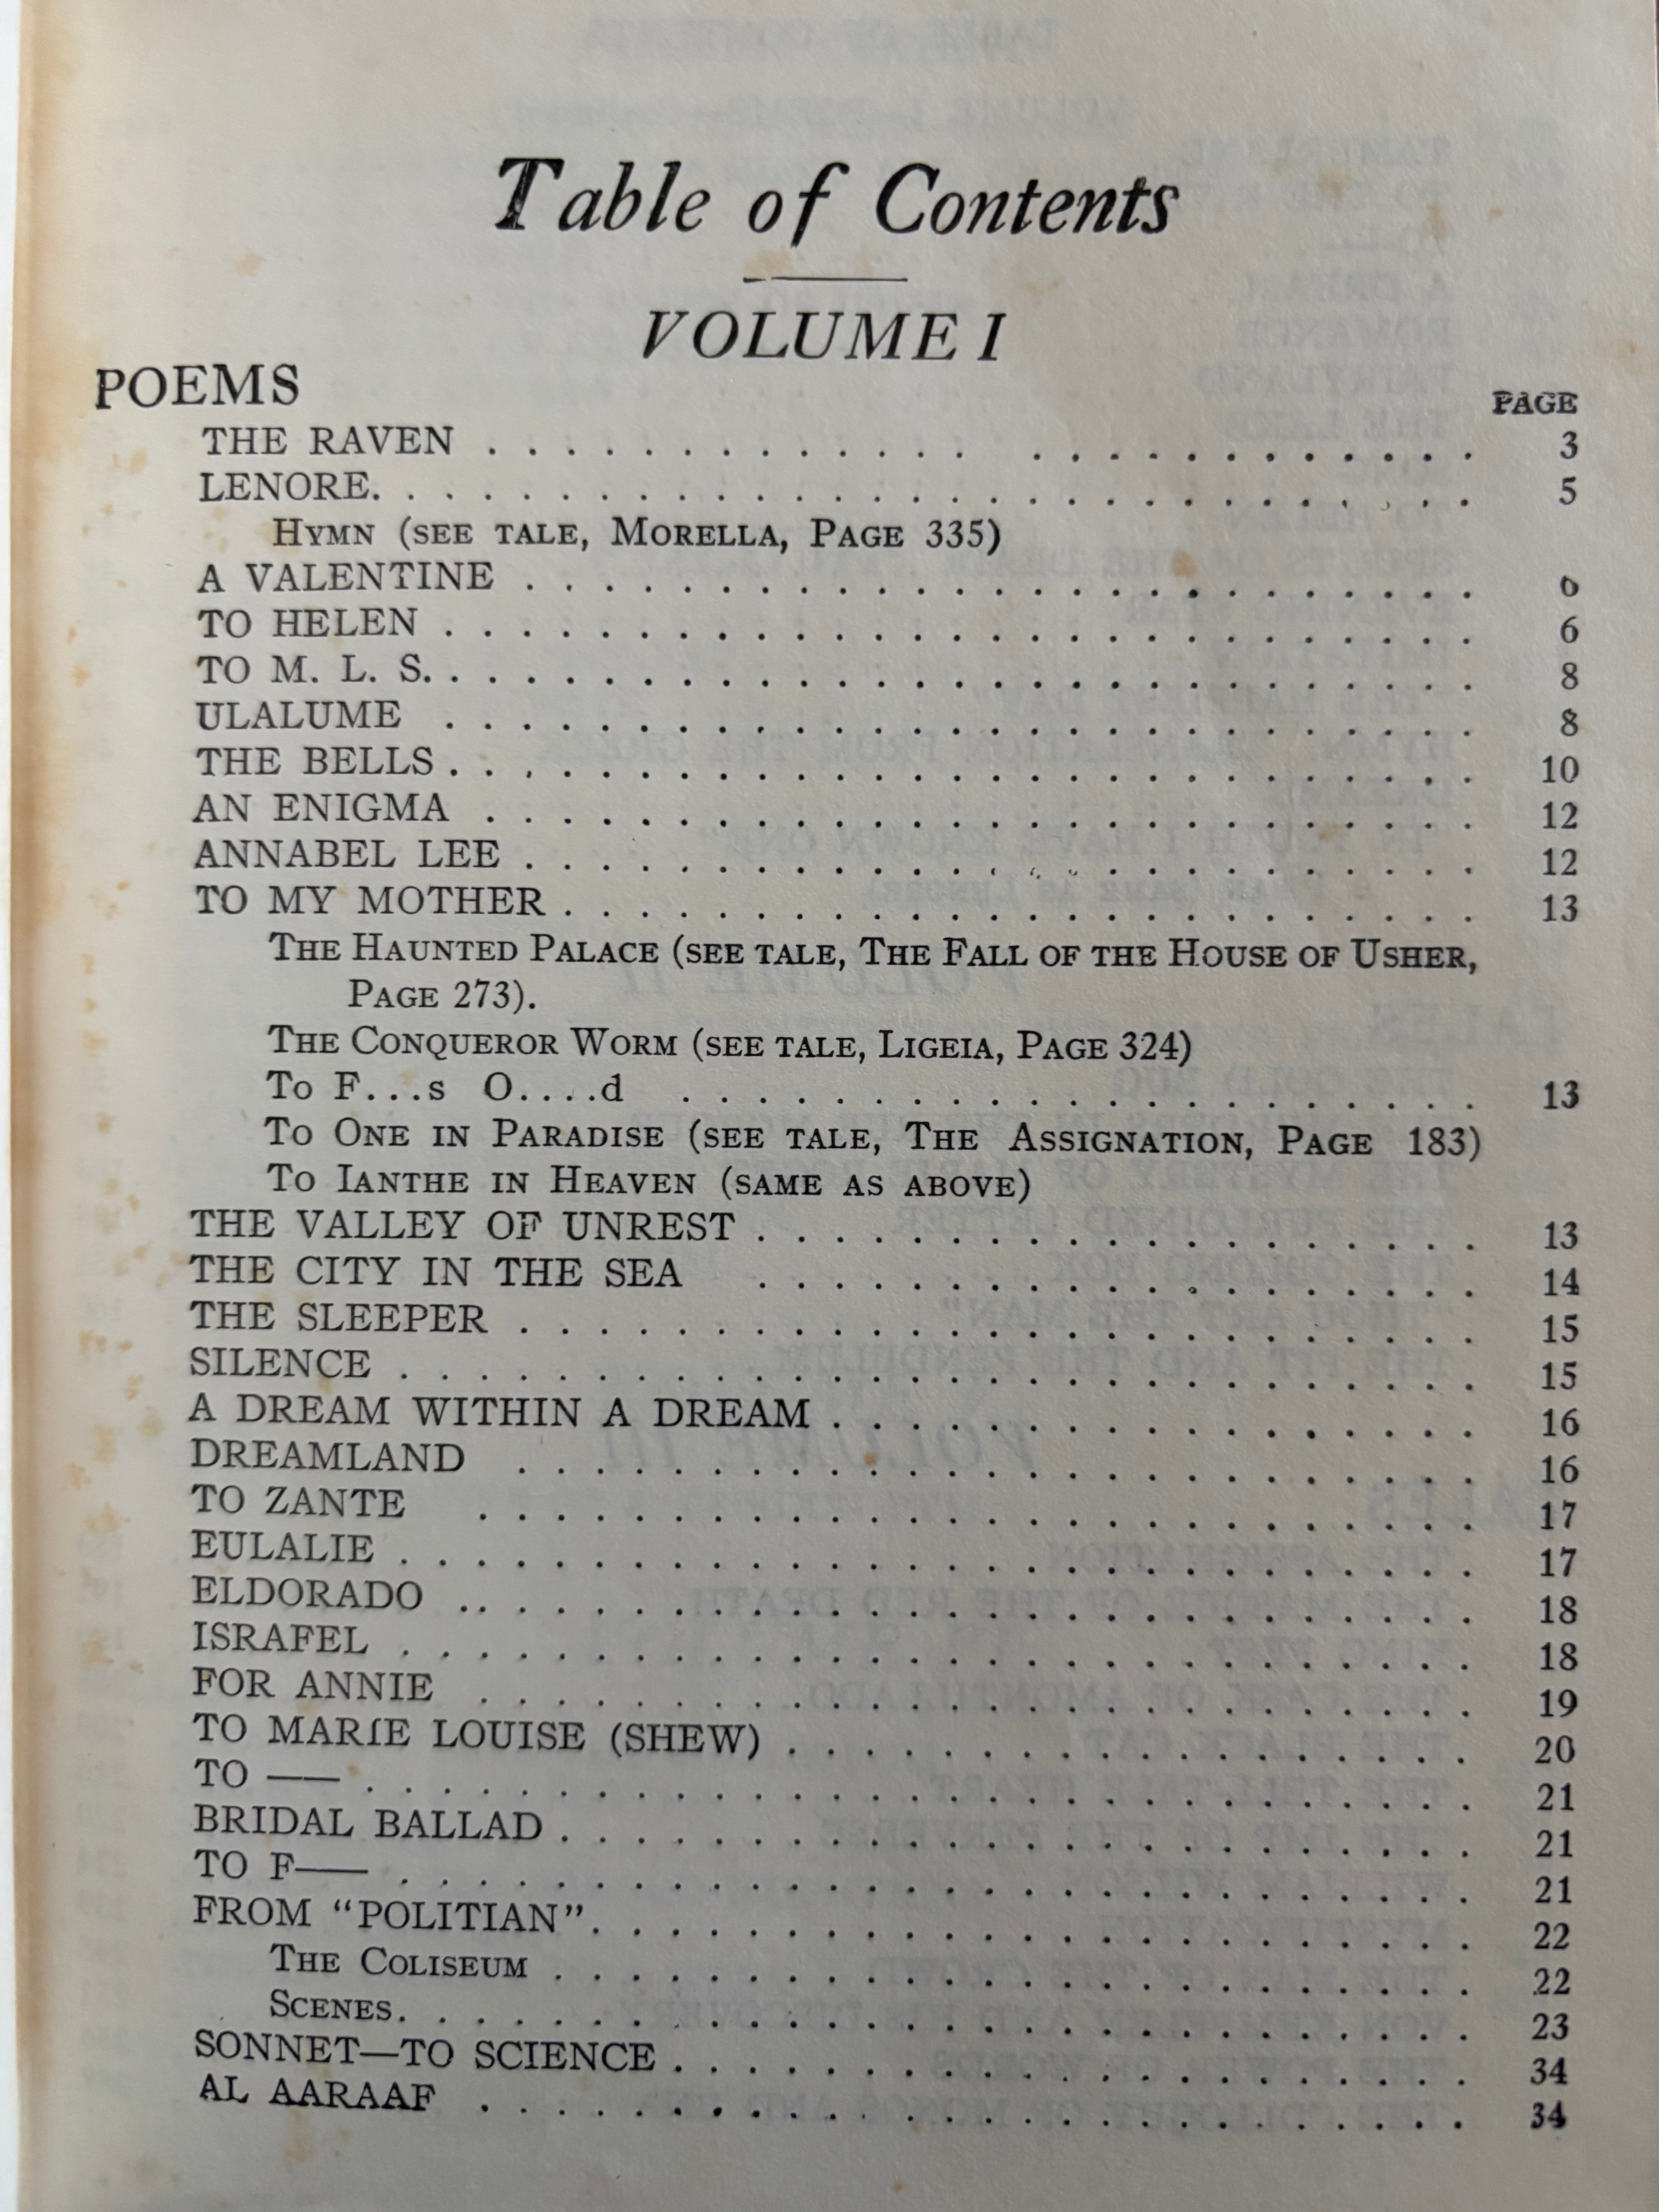 Table of Contents
VOLUME I
POEMS
PAGE
THE RAVEN . . . . . . . . . . . . . . . . . . . . . . . . 3
LENORE. . . . . . . . . . . . . . . . . . . . . . . . . . . . 5
HYMN (SEE TALE, MORELLA, PAGE 335)
A VALENTINE . . . . . . . . . . . . . . . . . . . . . . . . . 6
TO HELEN . . . . . . . . . . . . . . . . . . . . . . . . . . . 6
TO M. L. S. . . . . . . . . . . . . . . . . . . . . . . . . . . . 8
ULALUME . . . . . . . . . . . . . . . . . . . . . . . . . . . 8
THE BELLS . . . . . . . . . . . . . . . . . . . . . . . . . . . 10
AN ENIGMA . . . . . . . . . . . . . . . . . . . . . . . . . . 12
ANNABEL LEE . . . . . . . . . . . . . . . . . . . . . . . . . 12
TO MY MOTHER . . . . . . . . . . . . . . . . . . . . . . . . 13
THE HAUNTED PALACE (SEE TALE, THE FALL OF THE HOUSE OF USHER,
PAGE 273).
THE CONQUEROR WORM (SEE TALE, LIGEIA, PAGE 324)
To F...s O....d . . . . . . . . . . . . . . . . . . . . . 13
TO ONE IN PARADISE (SEE TALE, THE ASSIGNATION, PAGE 183)
TO IANTHE IN HEAVEN (SAME AS ABOVE)
THE VALLEY OF UNREST . . . . . . . . . . . . . . . . . . . 13
THE CITY IN THE SEA . . . . . . . . . . . . . . . . . . . 14
THE SLEEPER . . . . . . . . . . . . . . . . . . . . . . . . . 15
SILENCE . . . . . . . . . . . . . . . . . . . . . . . . . . . . 15
A DREAM WITHIN A DREAM . . . . . . . . . . . . . . . . . 16
DREAMLAND . . . . . . . . . . . . . . . . . . . . . . . . . 16
TO ZANTE . . . . . . . . . . . . . . . . . . . . . . . . . . 17
EULALIE . . . . . . . . . . . . . . . . . . . . . . . . . . . . 17
ELDORADO .. . . . . . . . . . . . . . . . . . . . . . . . . . 18
ISRAFEL . . . . . . . . . . . . . . . . . . . . . . . . . . . . 18
FOR ANNIE . . . . . . . . . . . . . . . . . . . . . . . . . . 19
TO MARIE LOUISE (SHEW) . . . . . . . . . . . . . . . . . . 20
TO —— . . . . . . . . . . . . . . . . . . . . . . . . . . . . . 21
BRIDAL BALLAD . . . . . . . . . . . . . . . . . . . . . . . . 21
TO F—— . . . . . . . . . . . . . . . . . . . . . . . . . . . . 21
FROM “POLITIAN”. . . . . . . . . . . . . . . . . . . . . . . . 22
THE COLISEUM . . . . . . . . . . . . . . . . . . . . . . . . 22
SCENES. . . . . . . . . . . . . . . . . . . . . . . . . . . . . 23
SONNET—TO SCIENCE . . . . . . . . . . . . . . . . . . . . . 34
AL AARAAF . . . . . . . . . . . . . . . . . . . . . . . . . . 34